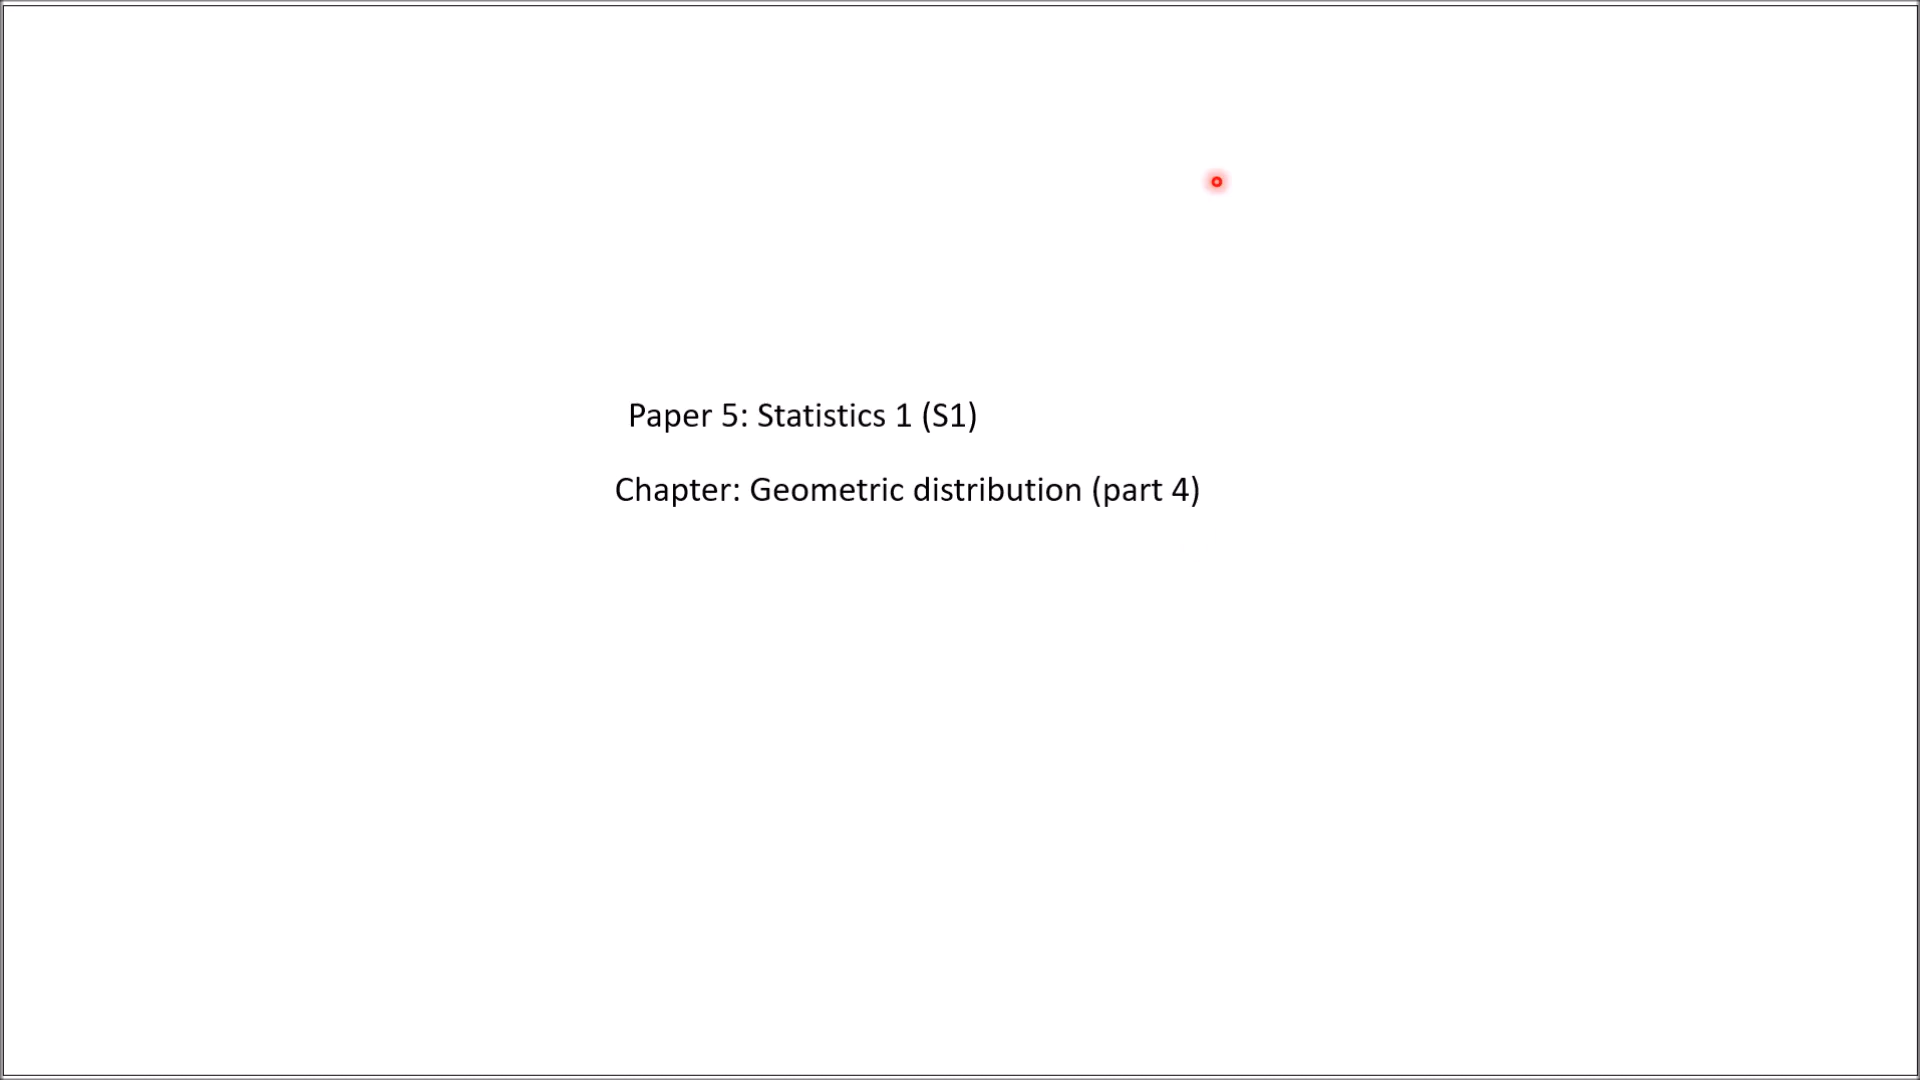 Paper 5: Statistics 1 (S1)
Chapter: Geometric distribution (part 4)